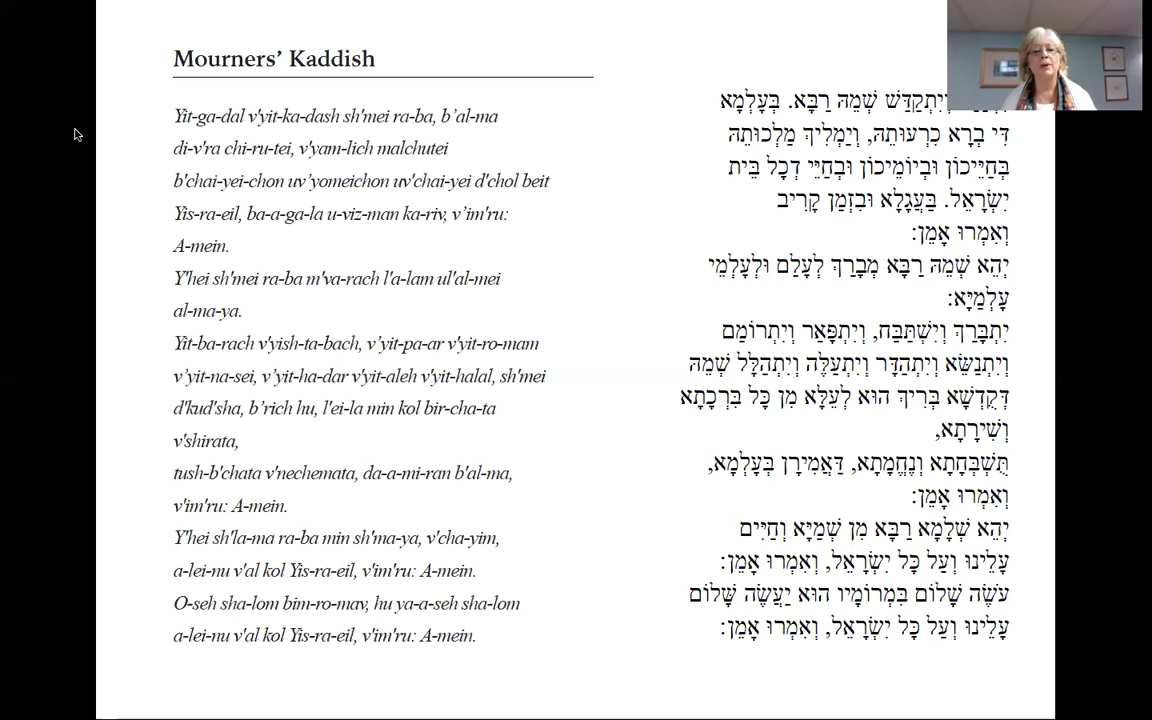 Mourners’ Kaddish
Yit-ga-dal v'yit-ka-dash sh'mei ra-ba, b’al-ma
di-v'ra chi-ru-tei, v'yam-lich malchutei
b'chai-yei-chon uv’yomeichon uv'chai-yei d'chol beit
Yis-ra-eil, ba-a-ga-la u-viz-man ka-riv, v’im'ru:
A-mein.
Y'hei sh'mei ra-ba m'va-rach l'a-lam ul'al-mei
al-ma-ya.
Yit-ba-rach v'yish-ta-bach, v’yit-pa-ar v'yit-ro-mam
v’yit-na-sei, v’yit-ha-dar v'yit-aleh v'yit-halal, sh'mei
d'kud'sha, b’rich hu, l'ei-la min kol bir-cha-ta
v'shirata,
tush-b'chata v'nechemata, da-a-mi-ran b'al-ma,
v'im'ru: A-mein.
Y'hei sh'la-ma ra-ba min sh'ma-ya, v'cha-yim,
a-lei-nu v'al kol Yis-ra-eil, v'im'ru: A-mein.
O-seh sha-lom bim-ro-mav, hu ya-a-seh sha-lom
a-lei-nu v'al kol Yis-ra-eil, v'im'ru: A-mein.
וְיִתְקַדַּשׁ שְׁמֵהּ רַבָּא. בְּעָלְמָא
דִּי בְרָא כִרְעוּתֵהּ, וְיַמְלִיךְ מַלְכוּתֵהּ
בְּחַיֵּיכוֹן וּבְיוֹמֵיכוֹן וּבְחַיֵּי דְכָל בֵּית
יִשְׂרָאֵל. בַּעֲגָלָא וּבִזְמַן קָרִיב
וְאִמְרוּ אָמֵן:
יְהֵא שְׁמֵהּ רַבָּא מְבָרַךְ לְעָלַם וּלְעָלְמֵי
עָלְמַיָּא:
יִתְבָּרַךְ וְיִשְׁתַּבַּח, וְיִתְפָּאַר וְיִתְרוֹמַם
וְיִתְנַשֵּׂא וְיִתְהַדָּר וְיִתְעַלֶּה וְיִתְהַלָּל שְׁמֵהּ
דְּקֻדְשָׁא בְּרִיךְ הוּא לְעֵלָּא מִן כָּל בִּרְכָתָא
וְשִׁירָתָא,
תֻּשְׁבְּחָתָא וְנֶחֱמָתָא, דַּאֲמִירָן בְּעָלְמָא,
וְאִמְרוּ אָמֵן:
יְהֵא שְׁלָמָא רַבָּא מִן שְׁמַיָּא וְחַיִּים
עָלֵינוּ וְעַל כָּל יִשְׂרָאֵל, וְאִמְרוּ אָמֵן:
עֹשֶׂה שָׁלוֹם בִּמְרוֹמָיו הוּא יַעֲשֶׂה שָׁלוֹם
עָלֵינוּ וְעַל כָּל יִשְׂרָאֵל, וְאִמְרוּ אָמֵן: